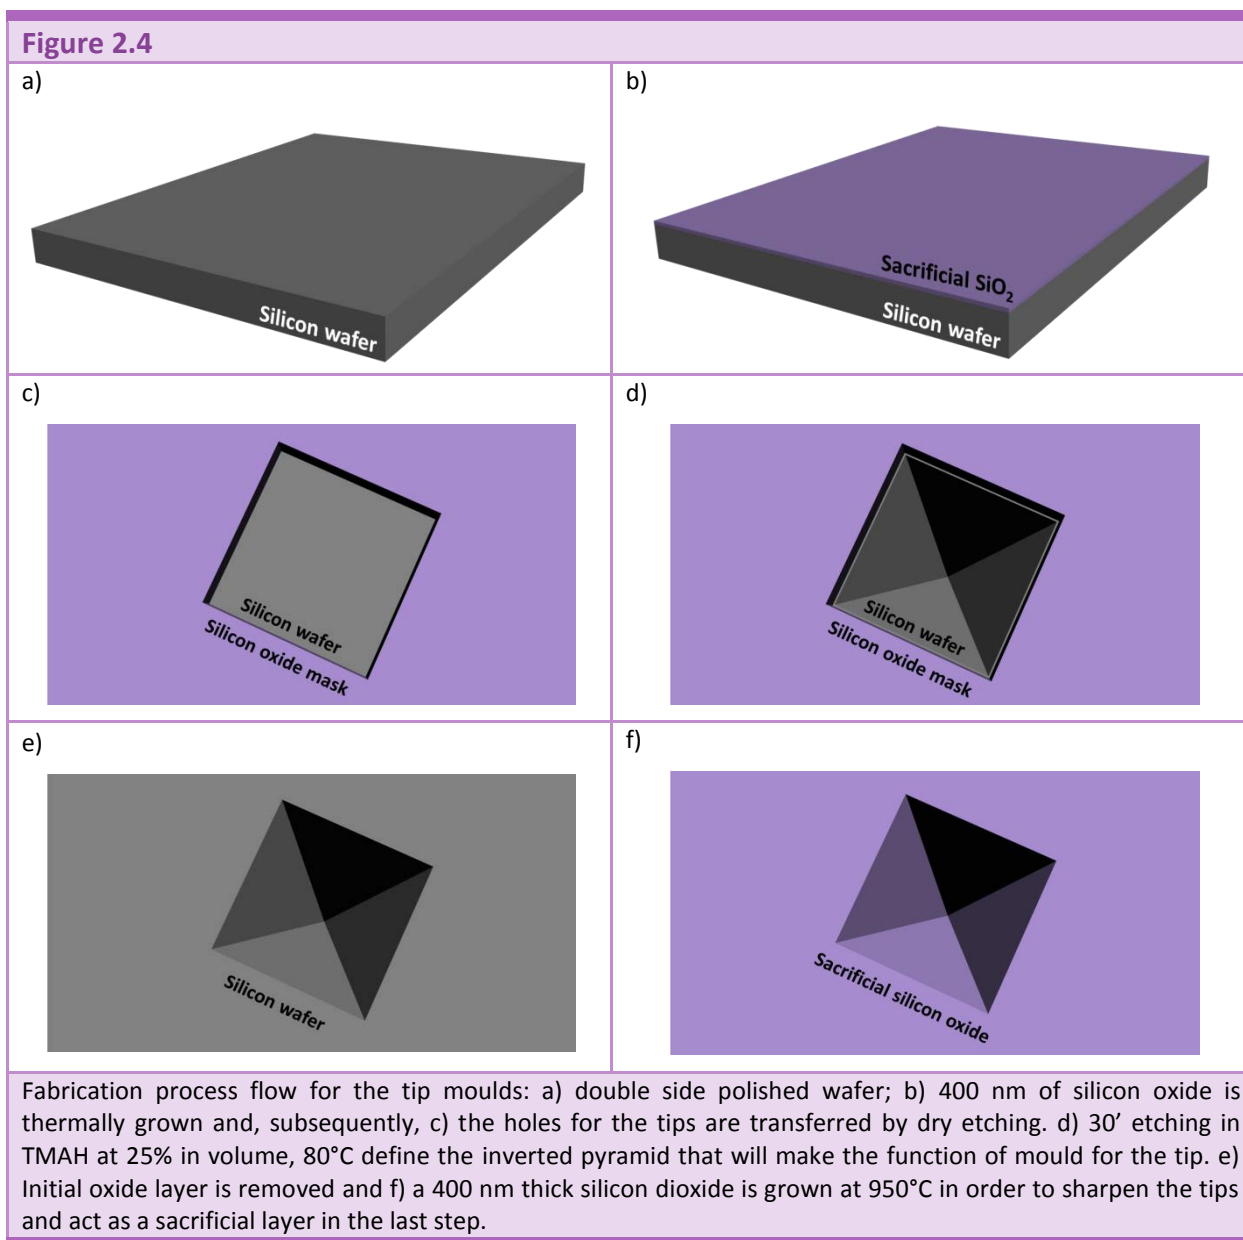 Figure 2.4
a)
b)
Silicon wafer
Sacrificial SiO₂
Silicon wafer
c)
d)
Silicon wafer
Silicon oxide mask
Silicon wafer
Silicon oxide mask
e)
f)
Silicon wafer
Sacrificial silicon oxide
Fabrication process flow for the tip moulds: a) double side polished wafer; b) 400 nm of silicon oxide is
thermally grown and, subsequently, c) the holes for the tips are transferred by dry etching. d) 30’ etching in
TMAH at 25% in volume, 80°C define the inverted pyramid that will make the function of mould for the tip. e)
Initial oxide layer is removed and f) a 400 nm thick silicon dioxide is grown at 950°C in order to sharpen the tips
and act as a sacrificial layer in the last step.